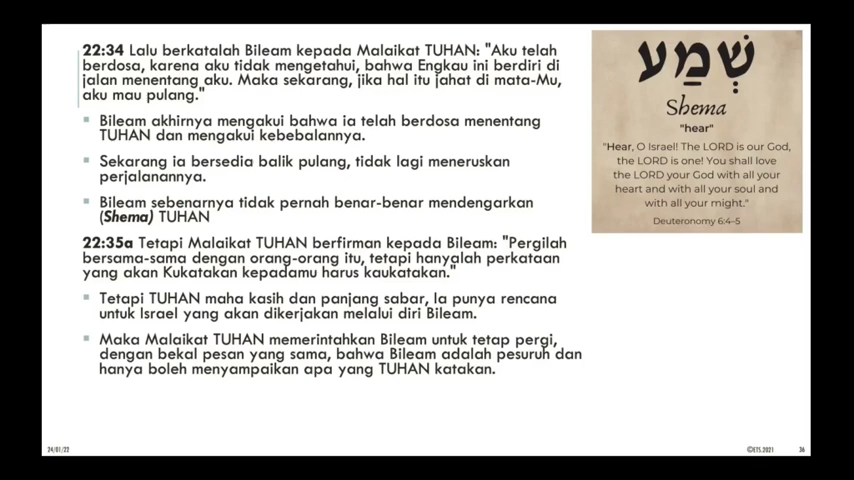 22:34 Lalu berkatalah Bileam kepada Malaikat TUHAN: "Aku telah
berdosa, karena aku tidak mengetahui, bahwa Engkau ini berdiri di
jalan menentang aku. Maka sekarang, jika hal itu jahat di mata-Mu,
aku mau pulang."
▪ Bileam akhirnya mengakui bahwa ia telah berdosa menentang
TUHAN dan mengakui kebebalannya.
▪ Sekarang ia bersedia balik pulang, tidak lagi meneruskan
perjalanannya.
▪ Bileam sebenarnya tidak pernah benar-benar mendengarkan
(Shema) TUHAN
22:35a Tetapi Malaikat TUHAN berfirman kepada Bileam: "Pergilah
bersama-sama dengan orang-orang itu, tetapi hanyalah perkataan
yang akan Kukatakan kepadamu harus kaukatakan."
▪ Tetapi TUHAN maha kasih dan panjang sabar, Ia punya rencana
untuk Israel yang akan dikerjakan melalui diri Bileam.
▪ Maka Malaikat TUHAN memerintahkan Bileam untuk tetap pergi,
dengan bekal pesan yang sama, bahwa Bileam adalah pesuruh dan
hanya boleh menyampaikan apa yang TUHAN katakan.
שְׁמַע
Shema
"hear"
"Hear, O Israel! The LORD is our God,
the LORD is one! You shall love
the LORD your God with all your
heart and with all your soul and
with all your might."
Deuteronomy 6:4-5
24/01/22
©ETS.2021
36